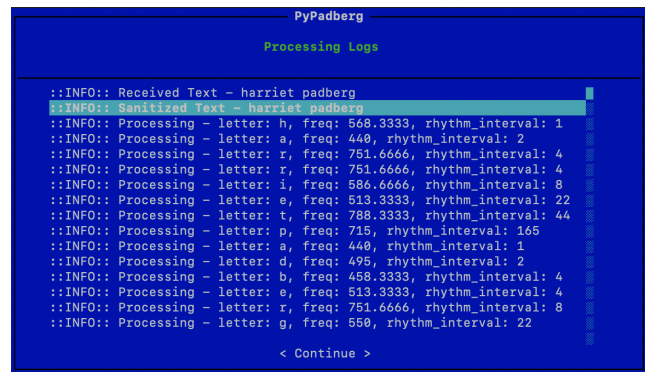 PyPadberg
Processing Logs
::INFO:: Received Text – harriet padberg
::INFO:: Sanitized Text – harriet padberg
::INFO:: Processing – letter: h, freq: 568.3333, rhythm_interval: 1
::INFO:: Processing – letter: a, freq: 440, rhythm_interval: 2
::INFO:: Processing – letter: r, freq: 751.6666, rhythm_interval: 4
::INFO:: Processing – letter: r, freq: 751.6666, rhythm_interval: 4
::INFO:: Processing – letter: i, freq: 586.6666, rhythm_interval: 8
::INFO:: Processing – letter: e, freq: 513.3333, rhythm_interval: 22
::INFO:: Processing – letter: t, freq: 788.3333, rhythm_interval: 44
::INFO:: Processing – letter: p, freq: 715, rhythm_interval: 165
::INFO:: Processing – letter: a, freq: 440, rhythm_interval: 1
::INFO:: Processing – letter: d, freq: 495, rhythm_interval: 2
::INFO:: Processing – letter: b, freq: 458.3333, rhythm_interval: 4
::INFO:: Processing – letter: e, freq: 513.3333, rhythm_interval: 4
::INFO:: Processing – letter: r, freq: 751.6666, rhythm_interval: 8
::INFO:: Processing – letter: g, freq: 550, rhythm_interval: 22
< Continue >